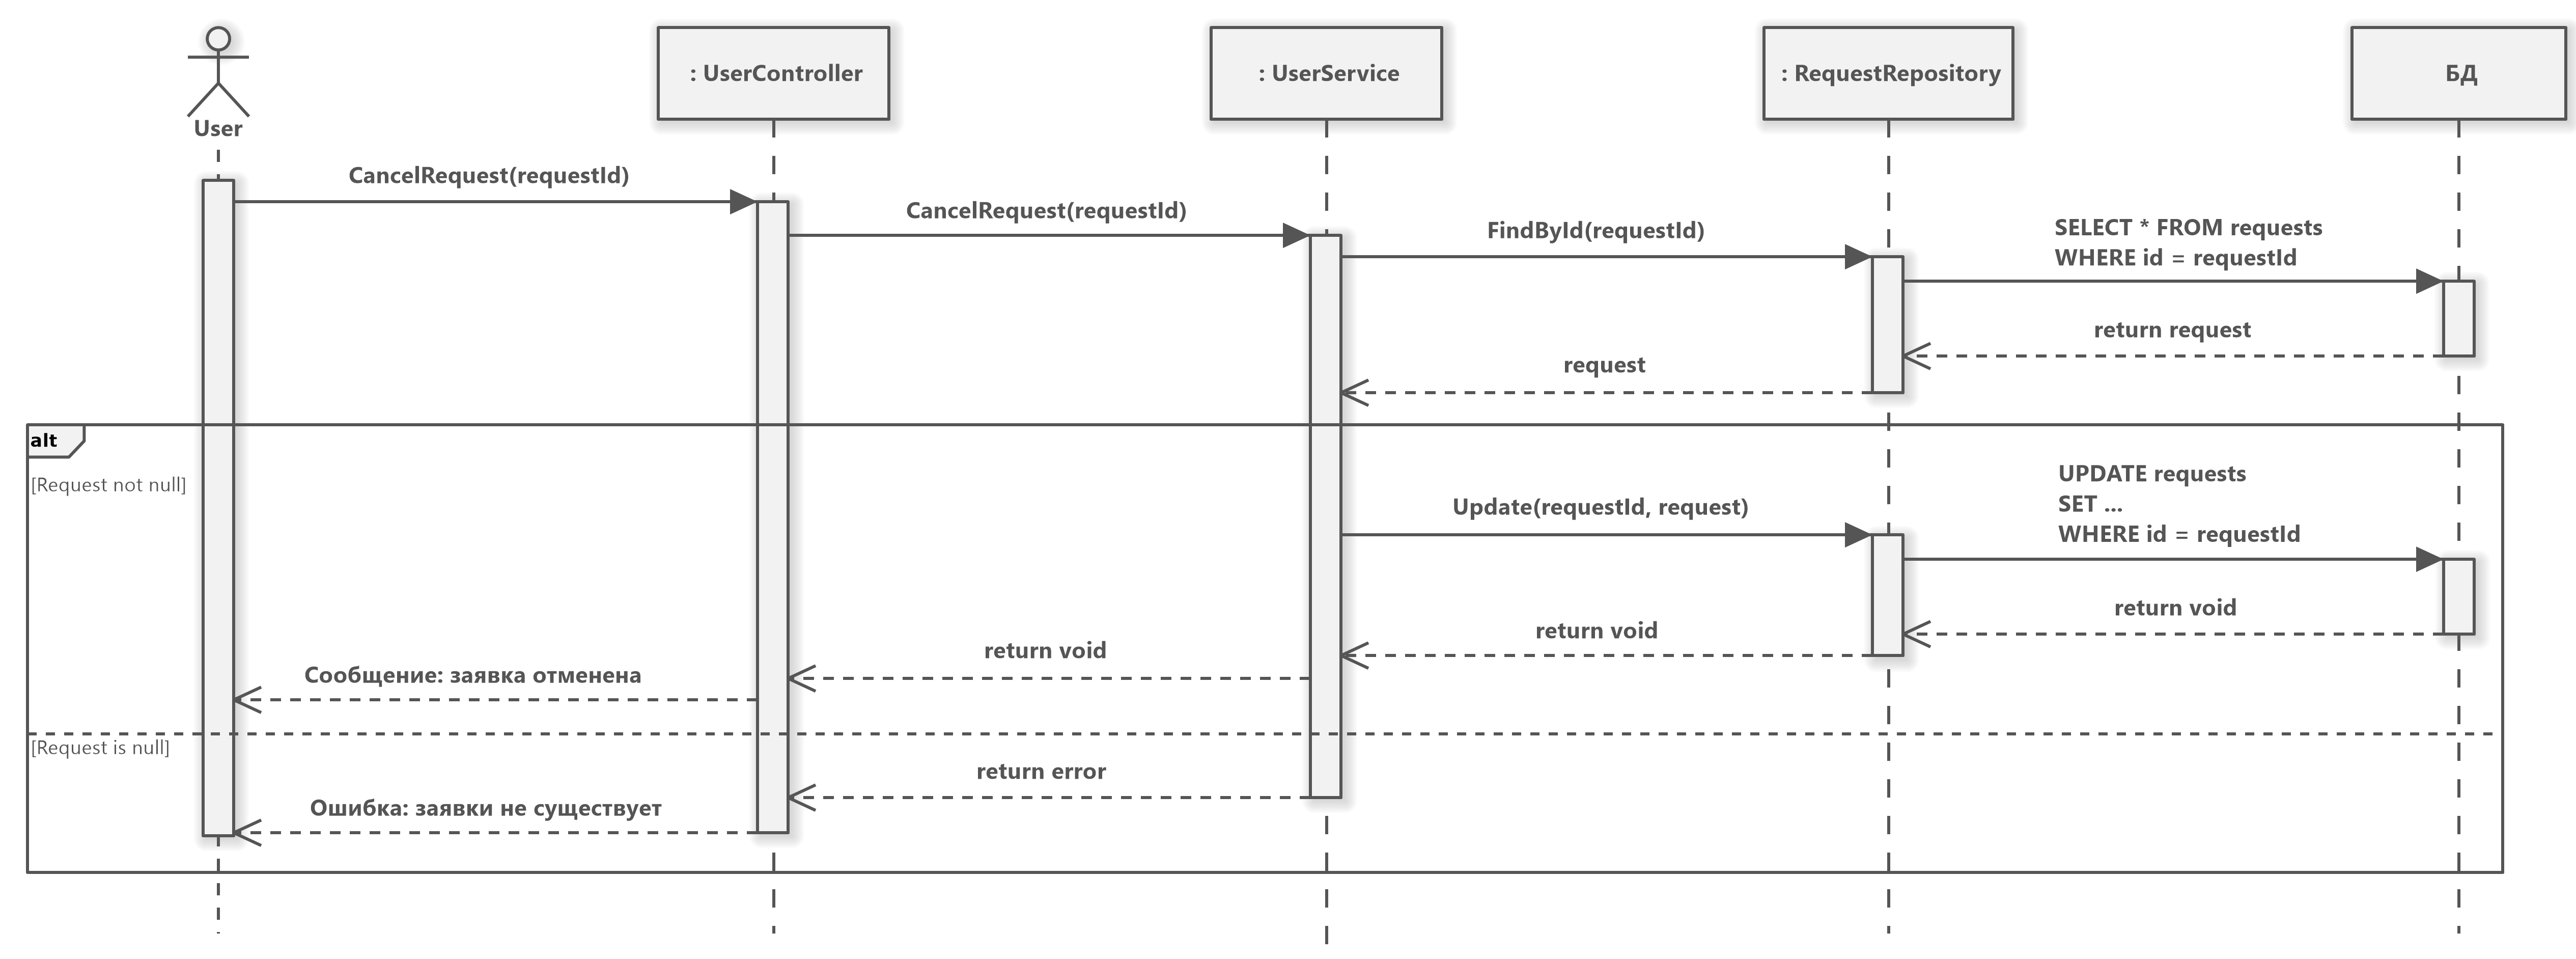 User
: UserController
: UserService
: RequestRepository
БД
CancelRequest(requestId)
CancelRequest(requestId)
FindById(requestId)
SELECT * FROM requests
WHERE id = requestId
return request
request
alt
[Request not null]
Update(requestId, request)
UPDATE requests
SET ...
WHERE id = requestId
return void
return void
return void
Сообщение: заявка отменена
[Request is null]
return error
Ошибка: заявки не существует